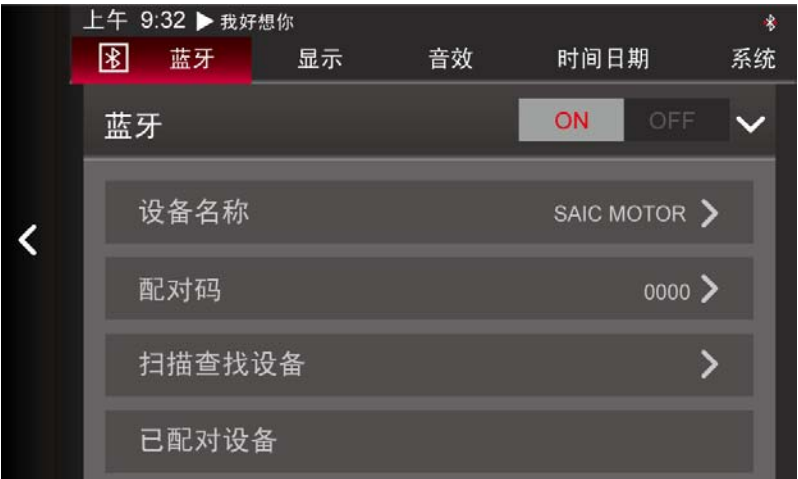 上午 9:32 ▶ 我好想你
蓝牙 显示 音效 时间日期 系统
蓝牙 ON OFF
设备名称 SAIC MOTOR
配对码 0000
扫描查找设备
已配对设备